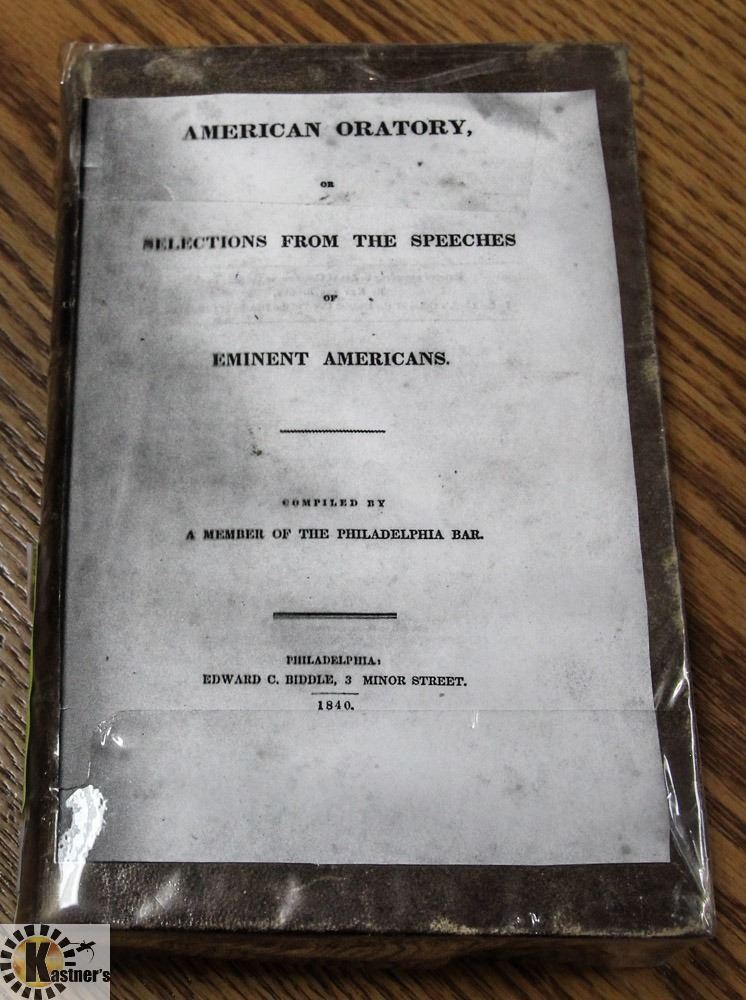 AMERICAN ORATORY,
OR
SELECTIONS FROM THE SPEECHES
OF
EMINENT AMERICANS.
COMPILED BY
A MEMBER OF THE PHILADELPHIA BAR.
PHILADELPHIA:
EDWARD C. BIDDLE, 3 MINOR STREET.
1840.
Kastner's